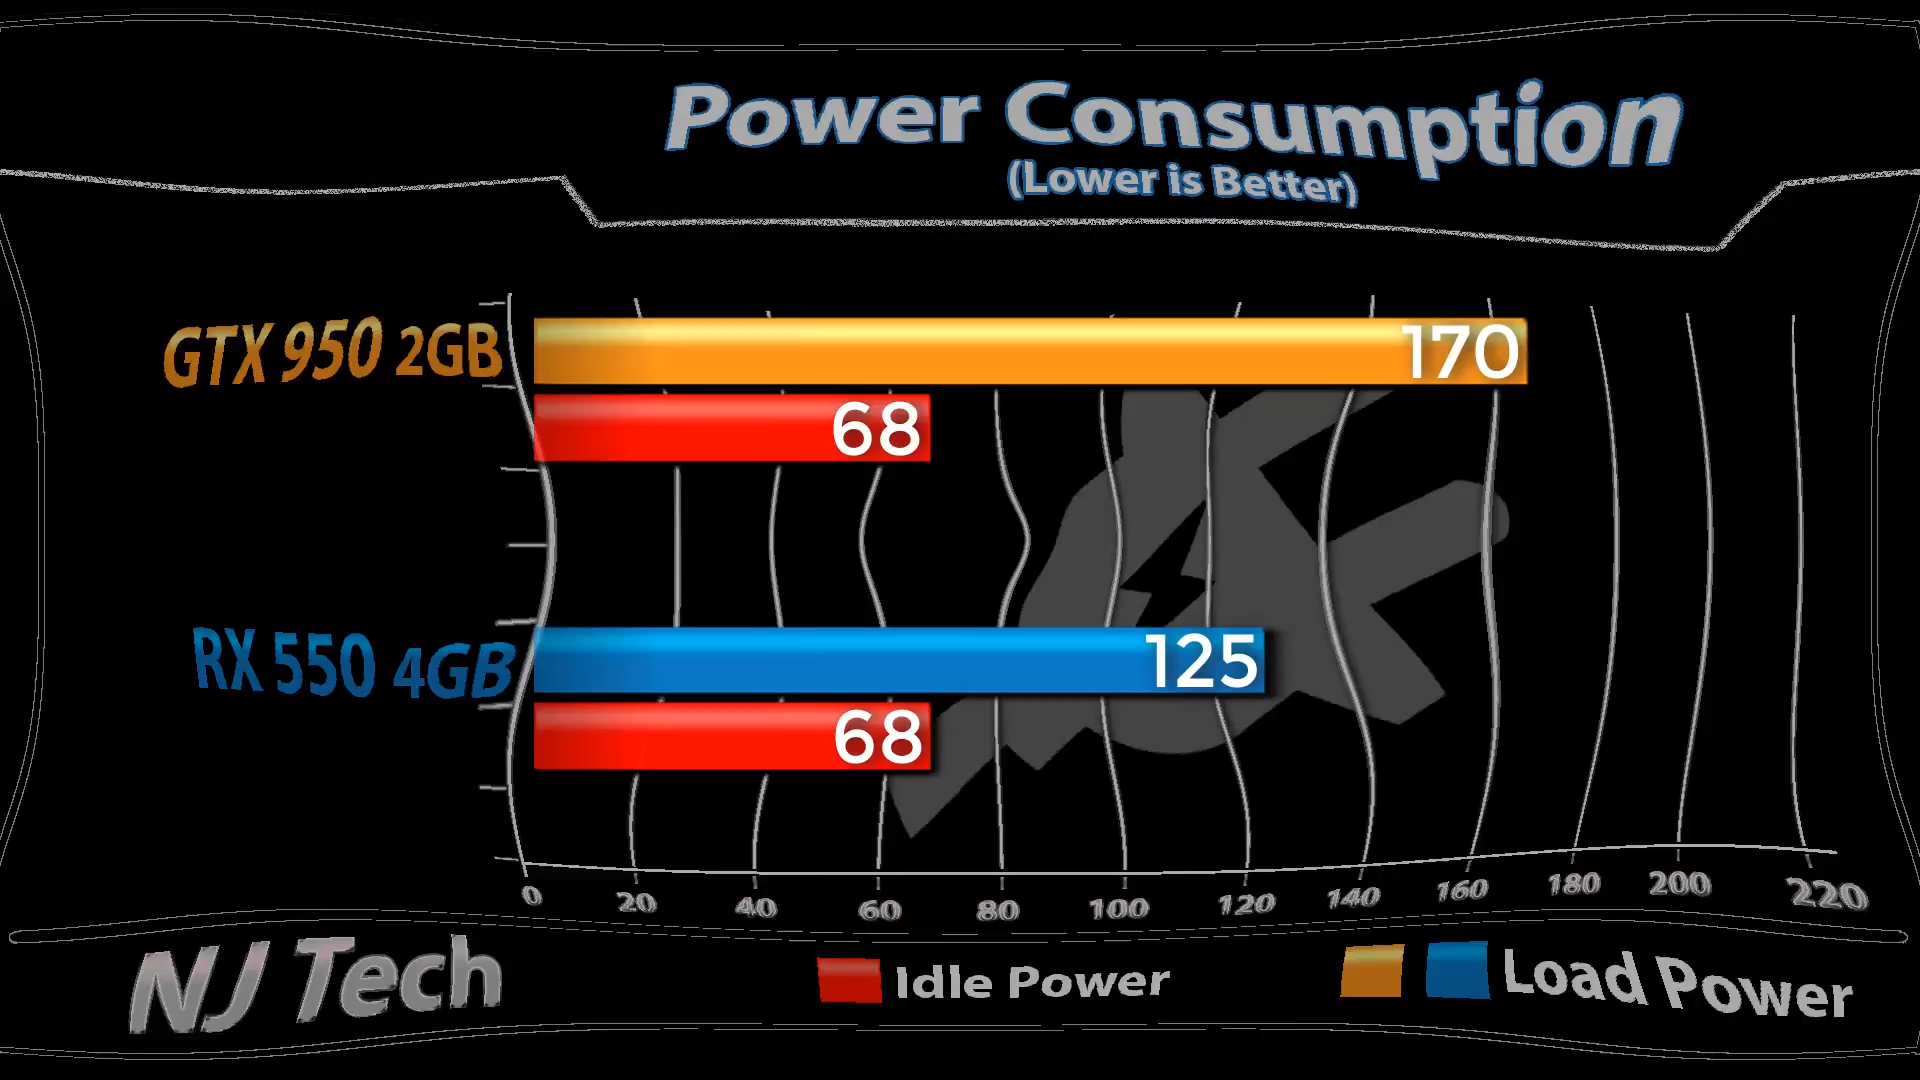 Power Consumption
(Lower is Better)
GTX 950 2GB
170
68
RX 550 4GB
125
68
0 20 40 60 80 100 120 140 160 180 200 220
NJ Tech
Idle Power
Load Power